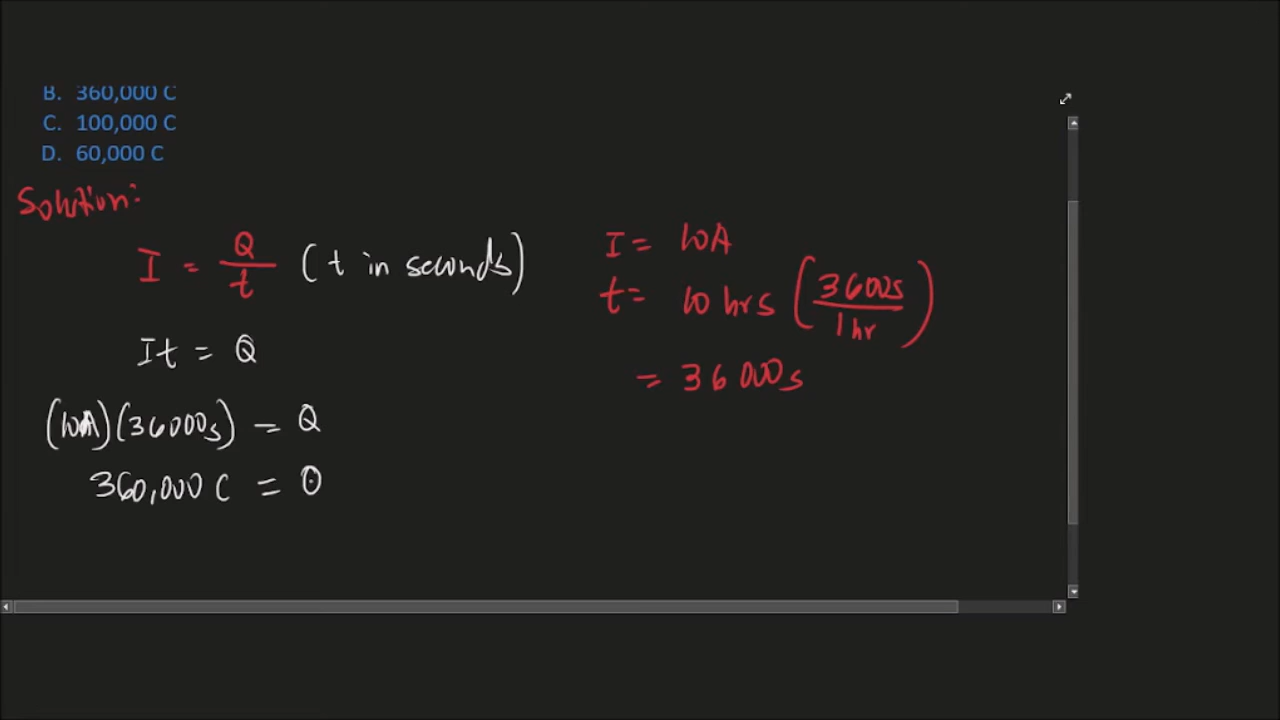 B. 360,000 C
C. 100,000 C
D. 60,000 C
Solution:
I = Q/t (t in seconds)
It = Q
(10A)(36000s) = Q
360,000 C = Q
I = 10A
t = 10 hrs (3600s/1hr)
= 36000s